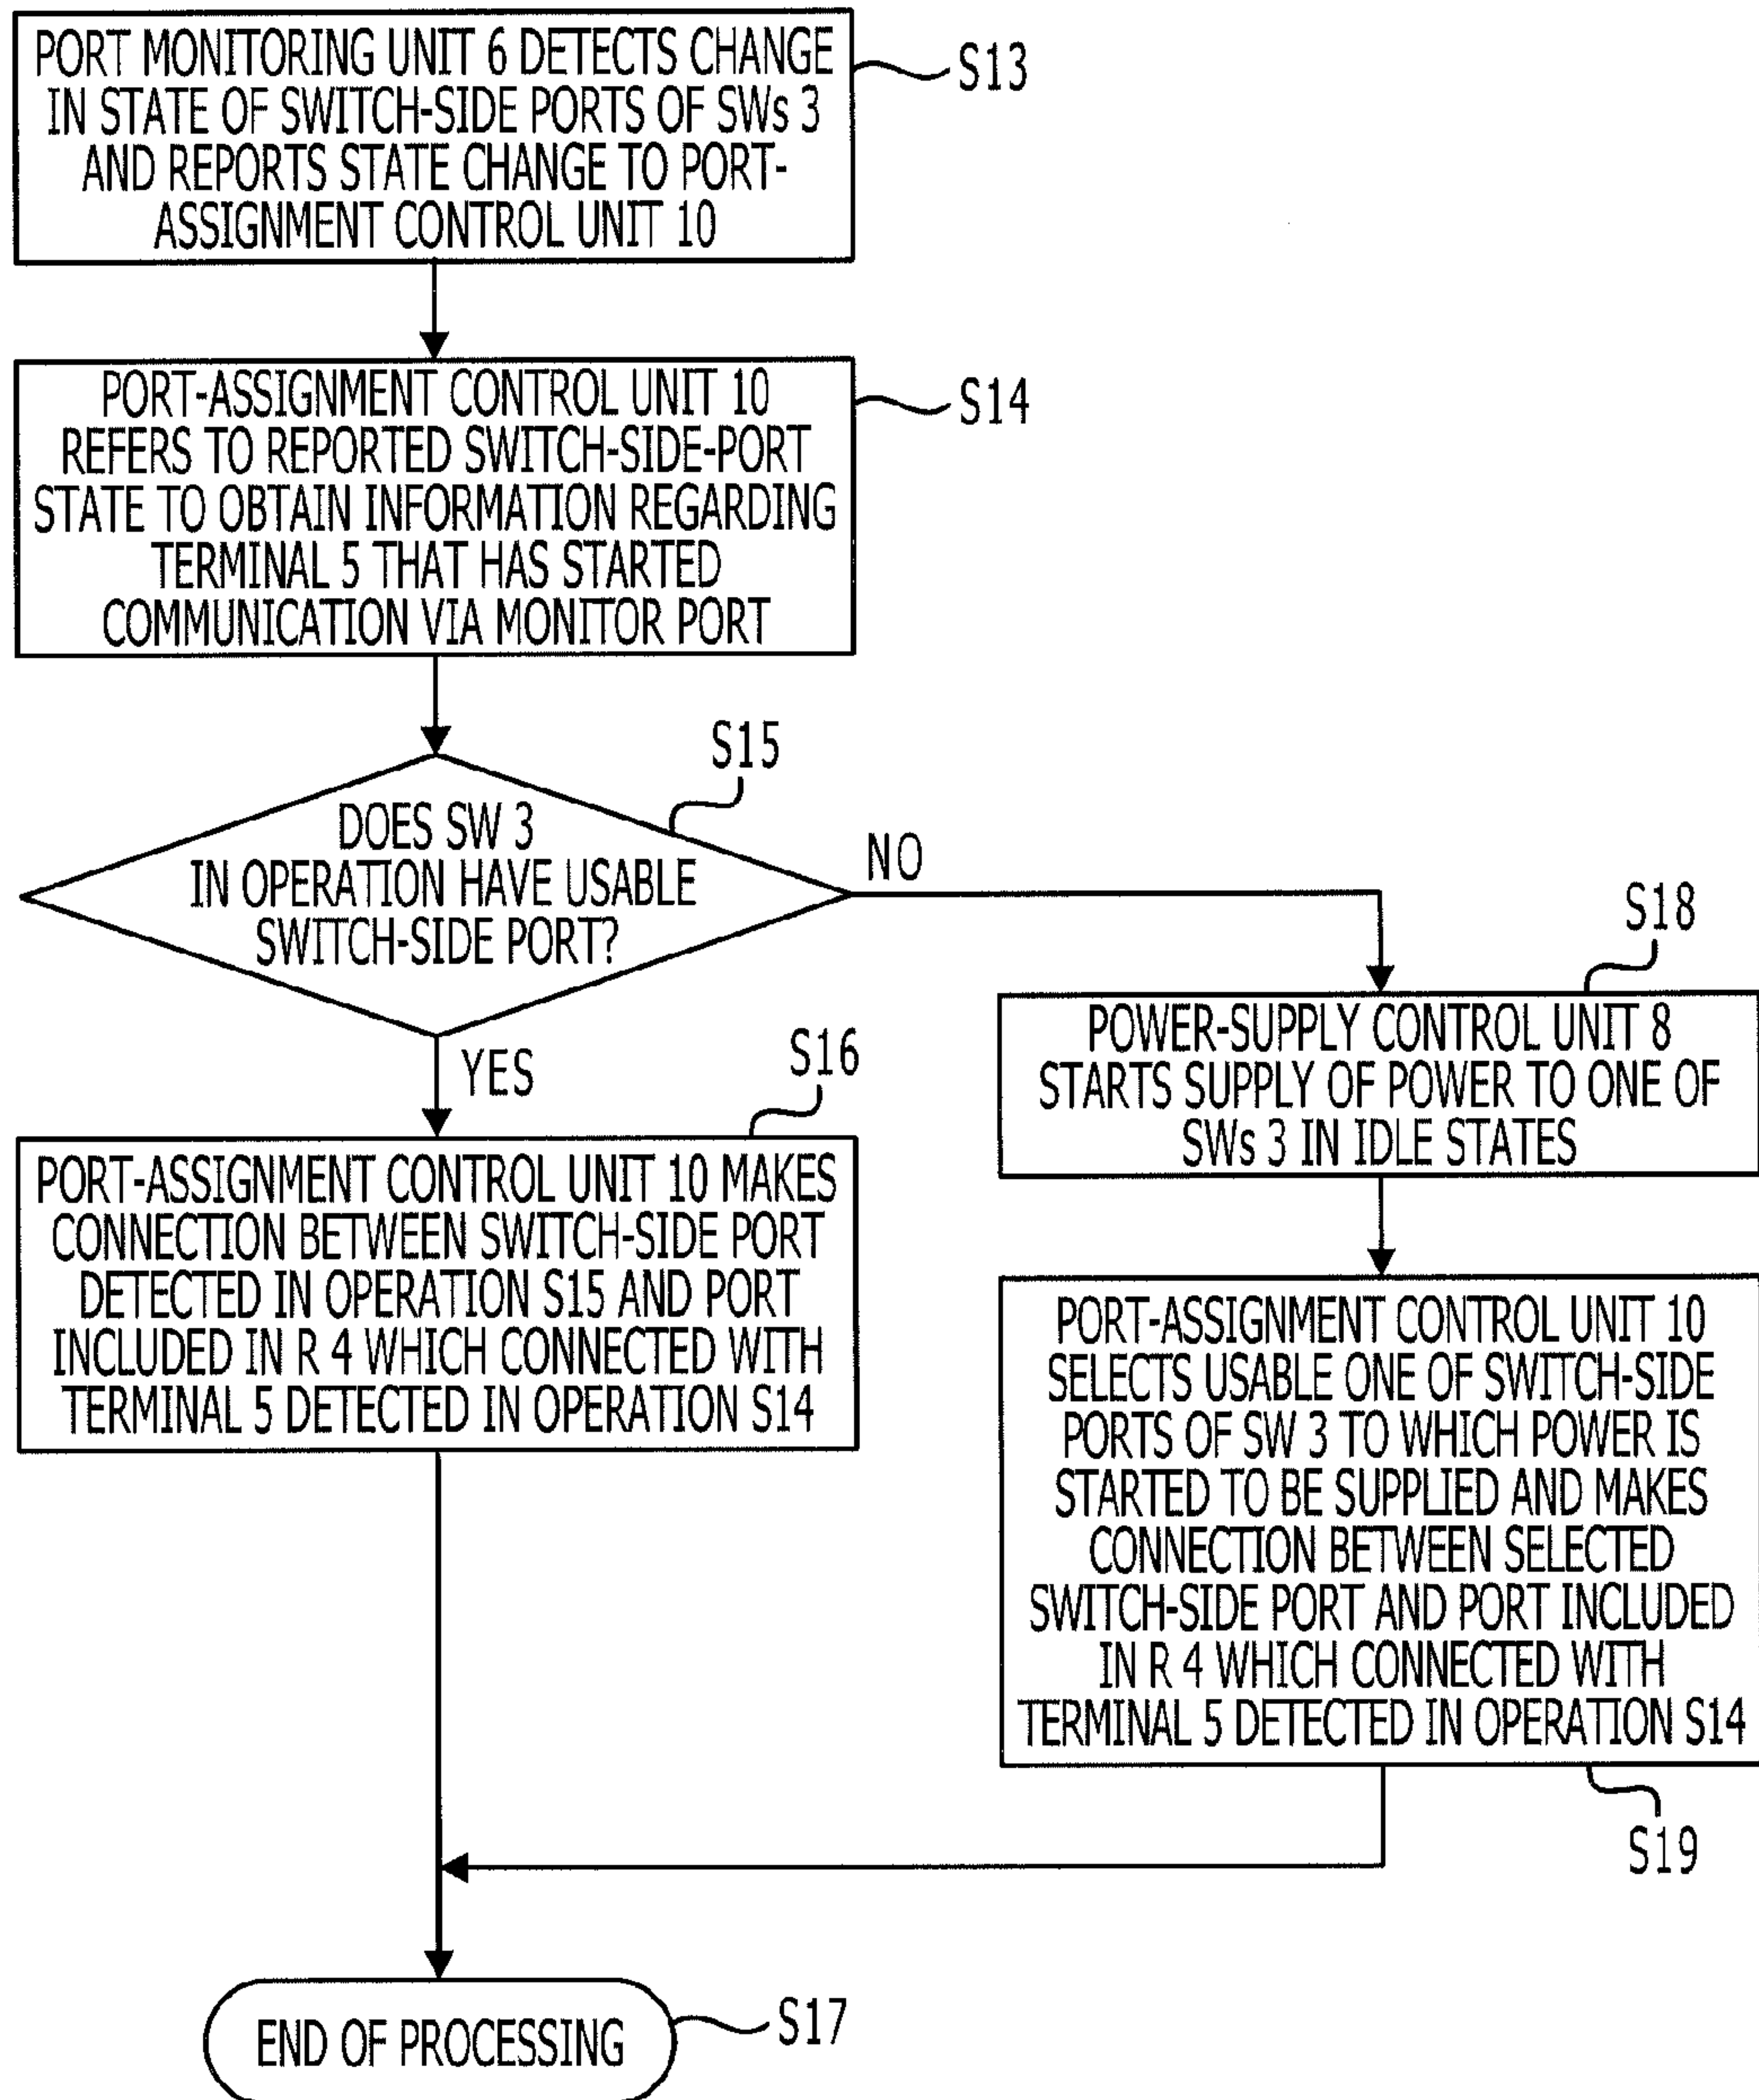 PORT MONITORING UNIT 6 DETECTS CHANGE
IN STATE OF SWITCH-SIDE PORTS OF SWs 3
AND REPORTS STATE CHANGE TO PORT-
ASSIGNMENT CONTROL UNIT 10
S13
PORT-ASSIGNMENT CONTROL UNIT 10
REFERS TO REPORTED SWITCH-SIDE-PORT
STATE TO OBTAIN INFORMATION REGARDING
TERMINAL 5 THAT HAS STARTED
COMMUNICATION VIA MONITOR PORT
S14
S15
DOES SW 3
IN OPERATION HAVE USABLE
SWITCH-SIDE PORT?
NO
YES
S16
PORT-ASSIGNMENT CONTROL UNIT 10 MAKES
CONNECTION BETWEEN SWITCH-SIDE PORT
DETECTED IN OPERATION S15 AND PORT
INCLUDED IN R 4 WHICH CONNECTED WITH
TERMINAL 5 DETECTED IN OPERATION S14
S18
POWER-SUPPLY CONTROL UNIT 8
STARTS SUPPLY OF POWER TO ONE OF
SWs 3 IN IDLE STATES
PORT-ASSIGNMENT CONTROL UNIT 10
SELECTS USABLE ONE OF SWITCH-SIDE
PORTS OF SW 3 TO WHICH POWER IS
STARTED TO BE SUPPLIED AND MAKES
CONNECTION BETWEEN SELECTED
SWITCH-SIDE PORT AND PORT INCLUDED
IN R 4 WHICH CONNECTED WITH
TERMINAL 5 DETECTED IN OPERATION S14
S19
END OF PROCESSING
S17